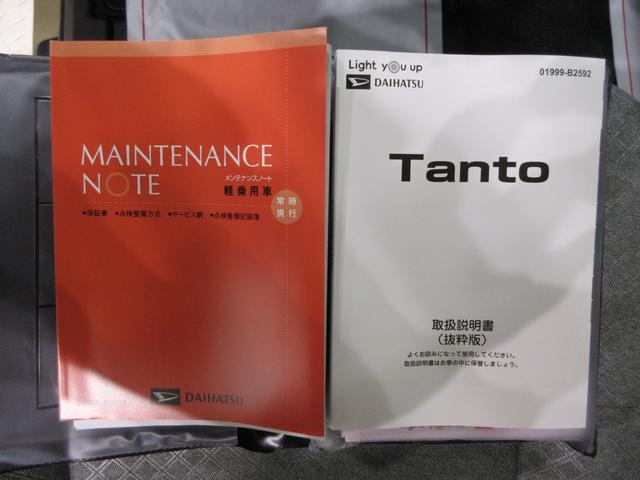 MAINTENANCE
NOTE
メンテナンスノート
軽乗用車
常時
携行
●保証書 ●点検整備方式 ●サービス網 ●点検整備記録簿
DAIHATSU
Light you up
DAIHATSU
01999-B2592
Tanto
取扱説明書
（抜粋版）
よくお読みになって使用してください。
取扱説明書はお車の中に保管しましょう。